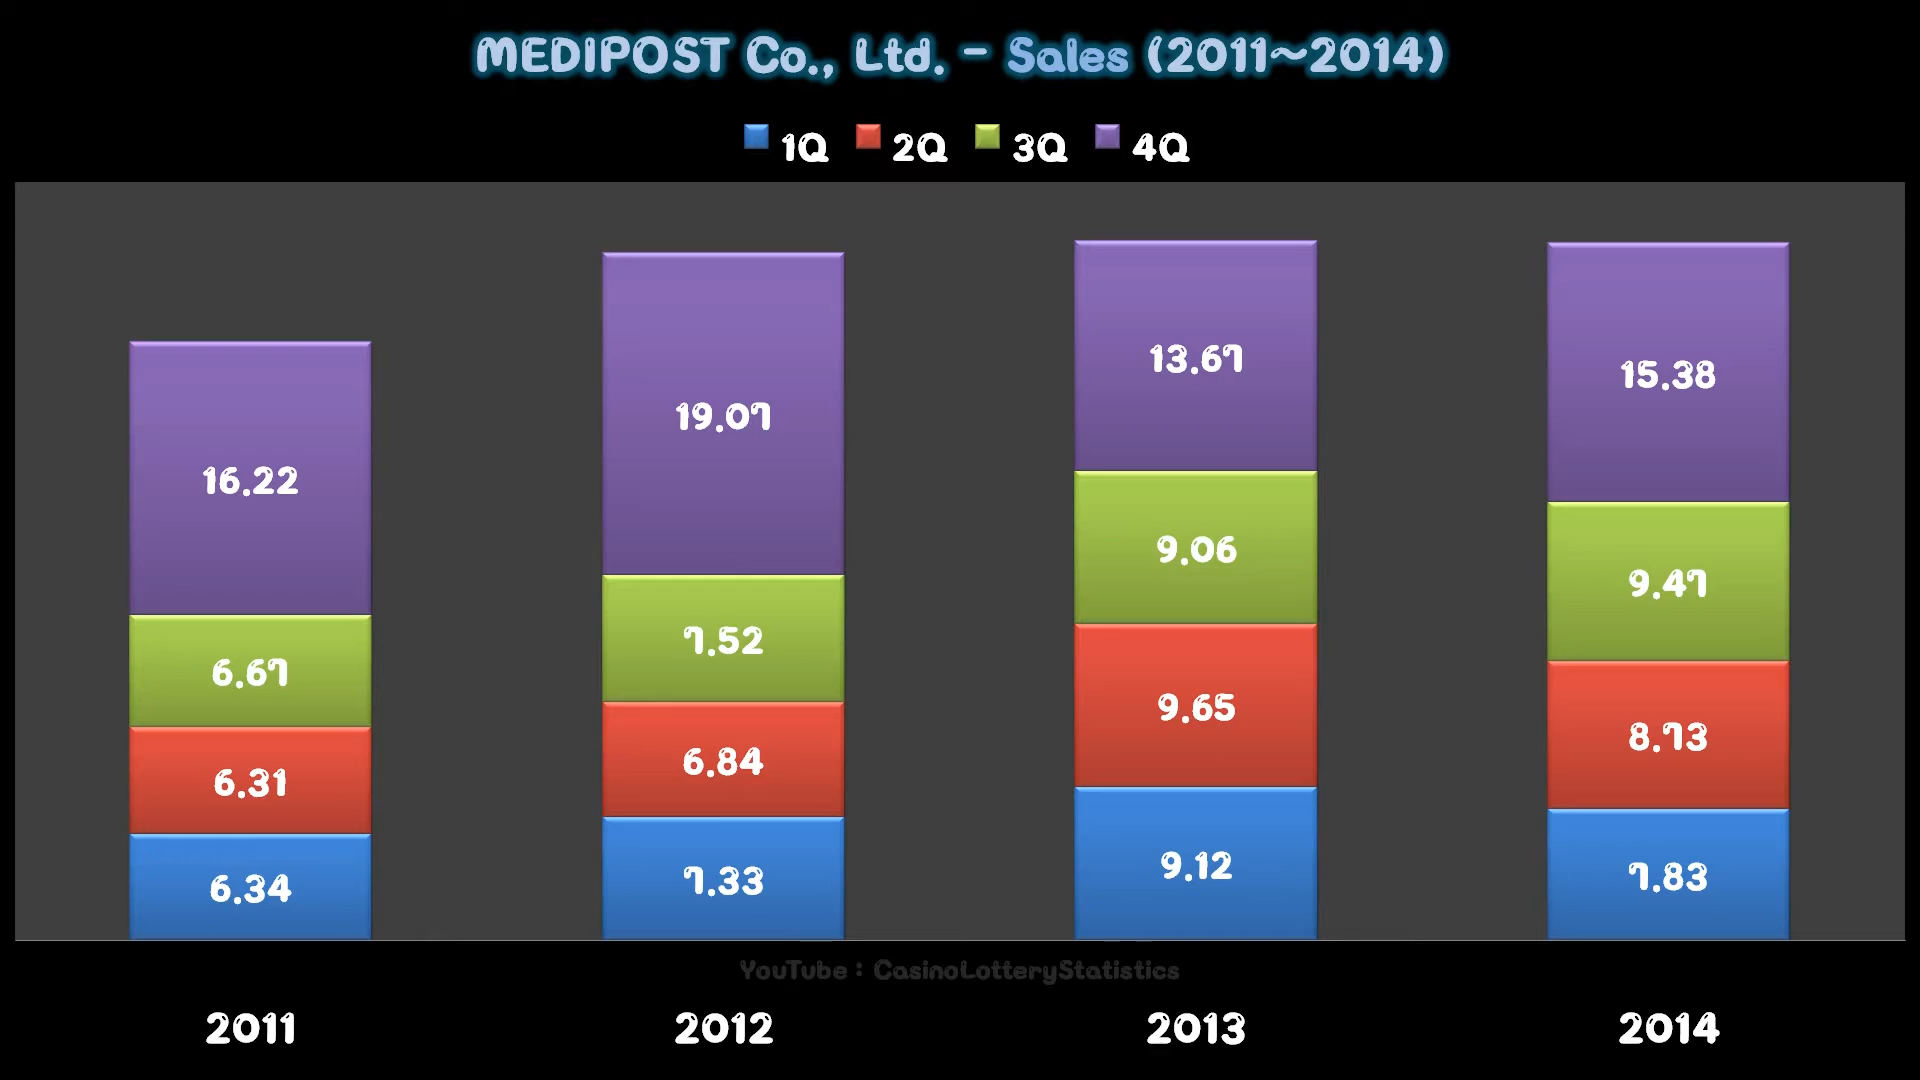 MEDIPOST Co., Ltd. - Sales (2011~2014)
1Q 2Q 3Q 4Q
16.22 19.07 13.67 15.38
6.67 7.52 9.06 9.47
6.31 6.84 9.65 8.73
6.34 7.33 9.12 7.83
YouTube : CasinoLotteryStatistics
2011 2012 2013 2014